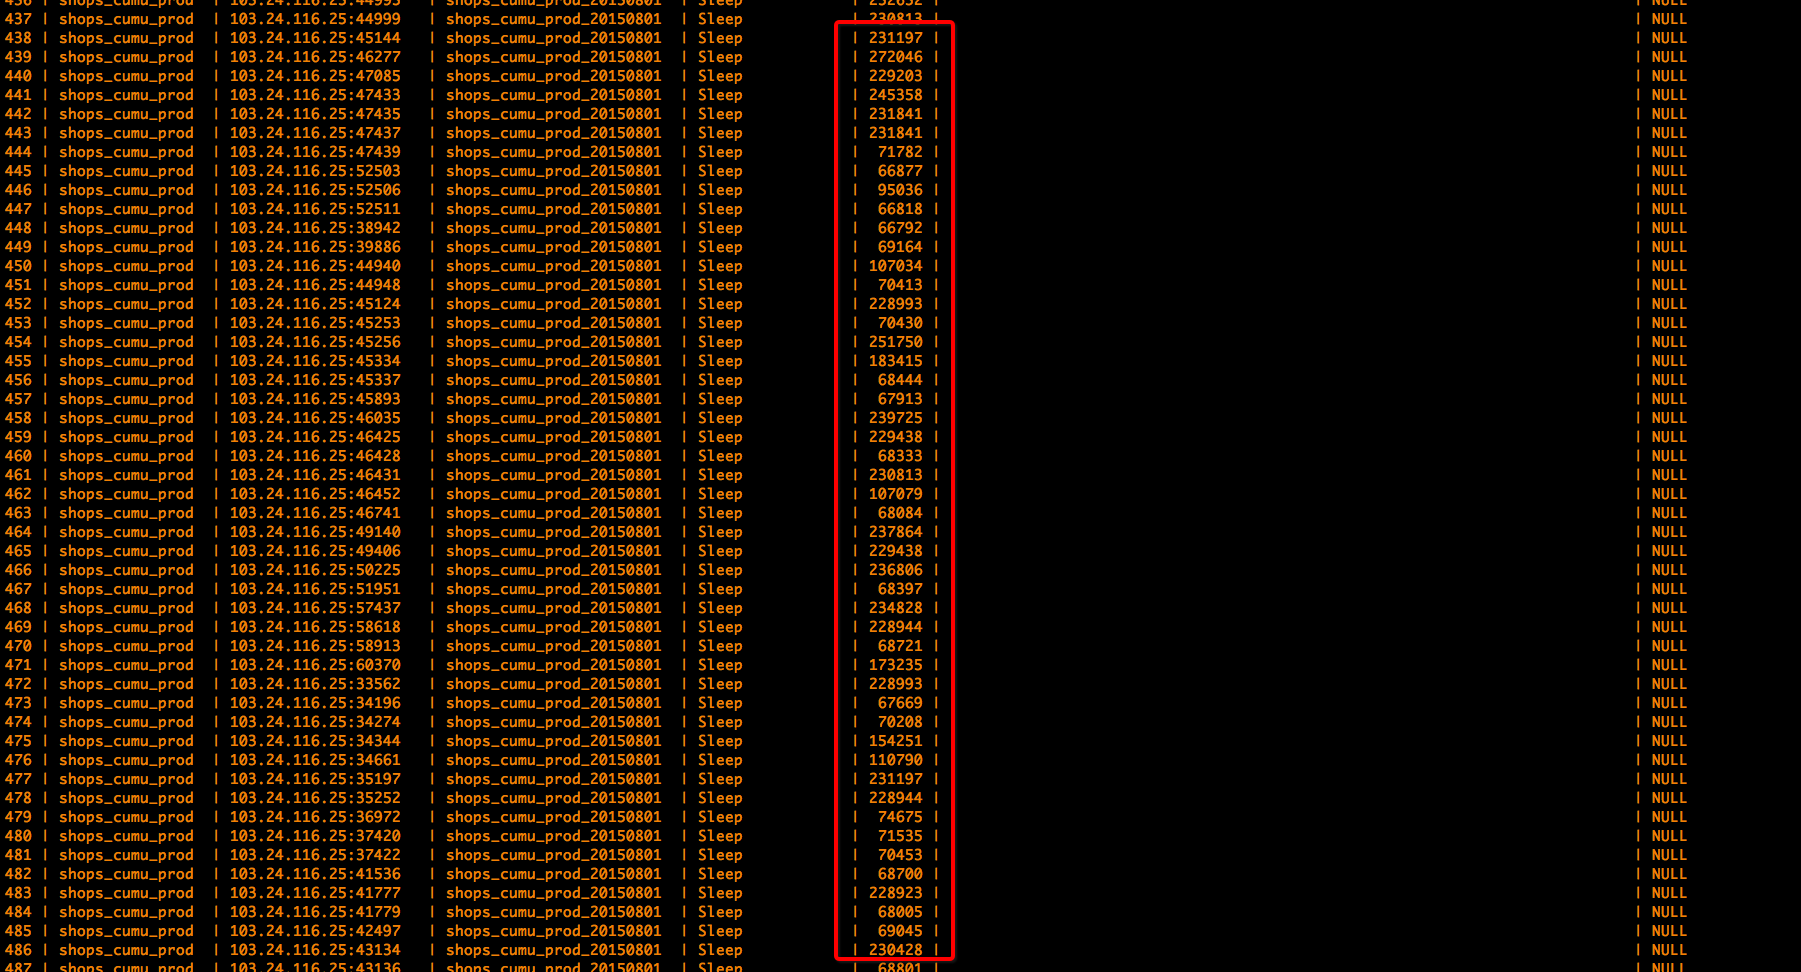 436 | shops_cumu_prod | 103.24.116.25:44995 | shops_cumu_prod_20150801 | Sleep | 232632 | | NULL
437 | shops_cumu_prod | 103.24.116.25:44999 | shops_cumu_prod_20150801 | Sleep | 230813 | | NULL
438 | shops_cumu_prod | 103.24.116.25:45144 | shops_cumu_prod_20150801 | Sleep | 231197 | | NULL
439 | shops_cumu_prod | 103.24.116.25:46277 | shops_cumu_prod_20150801 | Sleep | 272046 | | NULL
440 | shops_cumu_prod | 103.24.116.25:47085 | shops_cumu_prod_20150801 | Sleep | 229203 | | NULL
441 | shops_cumu_prod | 103.24.116.25:47433 | shops_cumu_prod_20150801 | Sleep | 245358 | | NULL
442 | shops_cumu_prod | 103.24.116.25:47435 | shops_cumu_prod_20150801 | Sleep | 231841 | | NULL
443 | shops_cumu_prod | 103.24.116.25:47437 | shops_cumu_prod_20150801 | Sleep | 231841 | | NULL
444 | shops_cumu_prod | 103.24.116.25:47439 | shops_cumu_prod_20150801 | Sleep | 71782 | | NULL
445 | shops_cumu_prod | 103.24.116.25:52503 | shops_cumu_prod_20150801 | Sleep | 66877 | | NULL
446 | shops_cumu_prod | 103.24.116.25:52506 | shops_cumu_prod_20150801 | Sleep | 95036 | | NULL
447 | shops_cumu_prod | 103.24.116.25:52511 | shops_cumu_prod_20150801 | Sleep | 66818 | | NULL
448 | shops_cumu_prod | 103.24.116.25:38942 | shops_cumu_prod_20150801 | Sleep | 66792 | | NULL
449 | shops_cumu_prod | 103.24.116.25:39886 | shops_cumu_prod_20150801 | Sleep | 69164 | | NULL
450 | shops_cumu_prod | 103.24.116.25:44940 | shops_cumu_prod_20150801 | Sleep | 107034 | | NULL
451 | shops_cumu_prod | 103.24.116.25:44948 | shops_cumu_prod_20150801 | Sleep | 70413 | | NULL
452 | shops_cumu_prod | 103.24.116.25:45124 | shops_cumu_prod_20150801 | Sleep | 228993 | | NULL
453 | shops_cumu_prod | 103.24.116.25:45253 | shops_cumu_prod_20150801 | Sleep | 70430 | | NULL
454 | shops_cumu_prod | 103.24.116.25:45256 | shops_cumu_prod_20150801 | Sleep | 251750 | | NULL
455 | shops_cumu_prod | 103.24.116.25:45334 | shops_cumu_prod_20150801 | Sleep | 183415 | | NULL
456 | shops_cumu_prod | 103.24.116.25:45337 | shops_cumu_prod_20150801 | Sleep | 68444 | | NULL
457 | shops_cumu_prod | 103.24.116.25:45893 | shops_cumu_prod_20150801 | Sleep | 67913 | | NULL
458 | shops_cumu_prod | 103.24.116.25:46035 | shops_cumu_prod_20150801 | Sleep | 239725 | | NULL
459 | shops_cumu_prod | 103.24.116.25:46425 | shops_cumu_prod_20150801 | Sleep | 229438 | | NULL
460 | shops_cumu_prod | 103.24.116.25:46428 | shops_cumu_prod_20150801 | Sleep | 68333 | | NULL
461 | shops_cumu_prod | 103.24.116.25:46431 | shops_cumu_prod_20150801 | Sleep | 230813 | | NULL
462 | shops_cumu_prod | 103.24.116.25:46452 | shops_cumu_prod_20150801 | Sleep | 107079 | | NULL
463 | shops_cumu_prod | 103.24.116.25:46741 | shops_cumu_prod_20150801 | Sleep | 68084 | | NULL
464 | shops_cumu_prod | 103.24.116.25:49140 | shops_cumu_prod_20150801 | Sleep | 237864 | | NULL
465 | shops_cumu_prod | 103.24.116.25:49406 | shops_cumu_prod_20150801 | Sleep | 229438 | | NULL
466 | shops_cumu_prod | 103.24.116.25:50225 | shops_cumu_prod_20150801 | Sleep | 236806 | | NULL
467 | shops_cumu_prod | 103.24.116.25:51951 | shops_cumu_prod_20150801 | Sleep | 68397 | | NULL
468 | shops_cumu_prod | 103.24.116.25:57437 | shops_cumu_prod_20150801 | Sleep | 234828 | | NULL
469 | shops_cumu_prod | 103.24.116.25:58618 | shops_cumu_prod_20150801 | Sleep | 228944 | | NULL
470 | shops_cumu_prod | 103.24.116.25:58913 | shops_cumu_prod_20150801 | Sleep | 68721 | | NULL
471 | shops_cumu_prod | 103.24.116.25:60370 | shops_cumu_prod_20150801 | Sleep | 173235 | | NULL
472 | shops_cumu_prod | 103.24.116.25:33562 | shops_cumu_prod_20150801 | Sleep | 228993 | | NULL
473 | shops_cumu_prod | 103.24.116.25:34196 | shops_cumu_prod_20150801 | Sleep | 67669 | | NULL
474 | shops_cumu_prod | 103.24.116.25:34274 | shops_cumu_prod_20150801 | Sleep | 70208 | | NULL
475 | shops_cumu_prod | 103.24.116.25:34344 | shops_cumu_prod_20150801 | Sleep | 154251 | | NULL
476 | shops_cumu_prod | 103.24.116.25:34661 | shops_cumu_prod_20150801 | Sleep | 110790 | | NULL
477 | shops_cumu_prod | 103.24.116.25:35197 | shops_cumu_prod_20150801 | Sleep | 231197 | | NULL
478 | shops_cumu_prod | 103.24.116.25:35252 | shops_cumu_prod_20150801 | Sleep | 228944 | | NULL
479 | shops_cumu_prod | 103.24.116.25:36972 | shops_cumu_prod_20150801 | Sleep | 74675 | | NULL
480 | shops_cumu_prod | 103.24.116.25:37420 | shops_cumu_prod_20150801 | Sleep | 71535 | | NULL
481 | shops_cumu_prod | 103.24.116.25:37422 | shops_cumu_prod_20150801 | Sleep | 70453 | | NULL
482 | shops_cumu_prod | 103.24.116.25:41536 | shops_cumu_prod_20150801 | Sleep | 68700 | | NULL
483 | shops_cumu_prod | 103.24.116.25:41777 | shops_cumu_prod_20150801 | Sleep | 228923 | | NULL
484 | shops_cumu_prod | 103.24.116.25:41779 | shops_cumu_prod_20150801 | Sleep | 68005 | | NULL
485 | shops_cumu_prod | 103.24.116.25:42497 | shops_cumu_prod_20150801 | Sleep | 69045 | | NULL
486 | shops_cumu_prod | 103.24.116.25:43134 | shops_cumu_prod_20150801 | Sleep | 230428 | | NULL
487 | shops_cumu_prod | 103.24.116.25:43136 | shops_cumu_prod_20150801 | Sleep | 68801 | | NULL